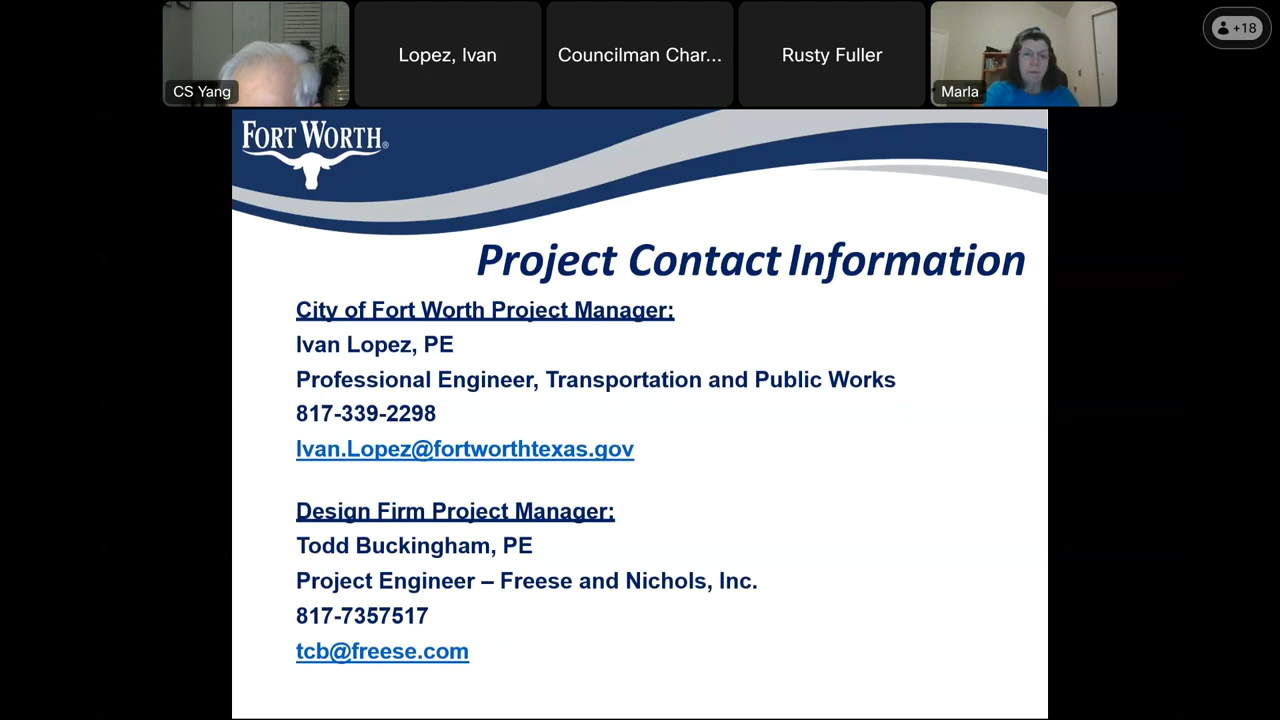 Lopez, Ivan
Councilman Char...
Rusty Fuller
+18
CS Yang
Marla
FORT WORTH®
Project Contact Information
City of Fort Worth Project Manager:
Ivan Lopez, PE
Professional Engineer, Transportation and Public Works
817-339-2298
Ivan.Lopez@fortworthtexas.gov
Design Firm Project Manager:
Todd Buckingham, PE
Project Engineer – Freese and Nichols, Inc.
817-7357517
tcb@freese.com